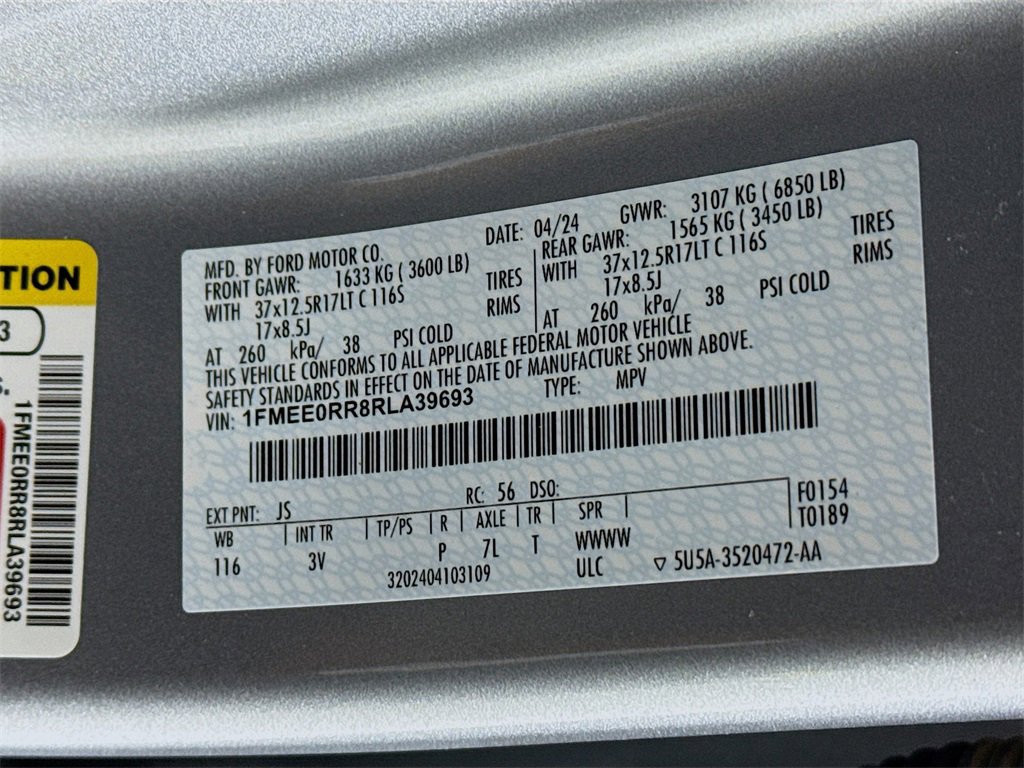 TION
3
S.
1FMEE0RR8RLA39693
MFD. BY FORD MOTOR CO. DATE: 04/24 GVWR: 3107 KG ( 6850 LB)
FRONT GAWR: 1633 KG ( 3600 LB) REAR GAWR: 1565 KG ( 3450 LB)
WITH 37x12.5R17LT C 116S TIRES WITH 37x12.5R17LT C 116S TIRES
17x8.5J RIMS 17x8.5J RIMS
AT 260 kPa/ 38 PSI COLD AT 260 kPa/ 38 PSI COLD
THIS VEHICLE CONFORMS TO ALL APPLICABLE FEDERAL MOTOR VEHICLE
SAFETY STANDARDS IN EFFECT ON THE DATE OF MANUFACTURE SHOWN ABOVE.
VIN: 1FMEE0RR8RLA39693 TYPE: MPV
EXT PNT: JS RC: 56 DSO: F0154
WB INT TR TP/PS R AXLE TR SPR T0189
116 3V P 7L T WWWW
3202404103109 ULC ▽ 5U5A-3520472-AA